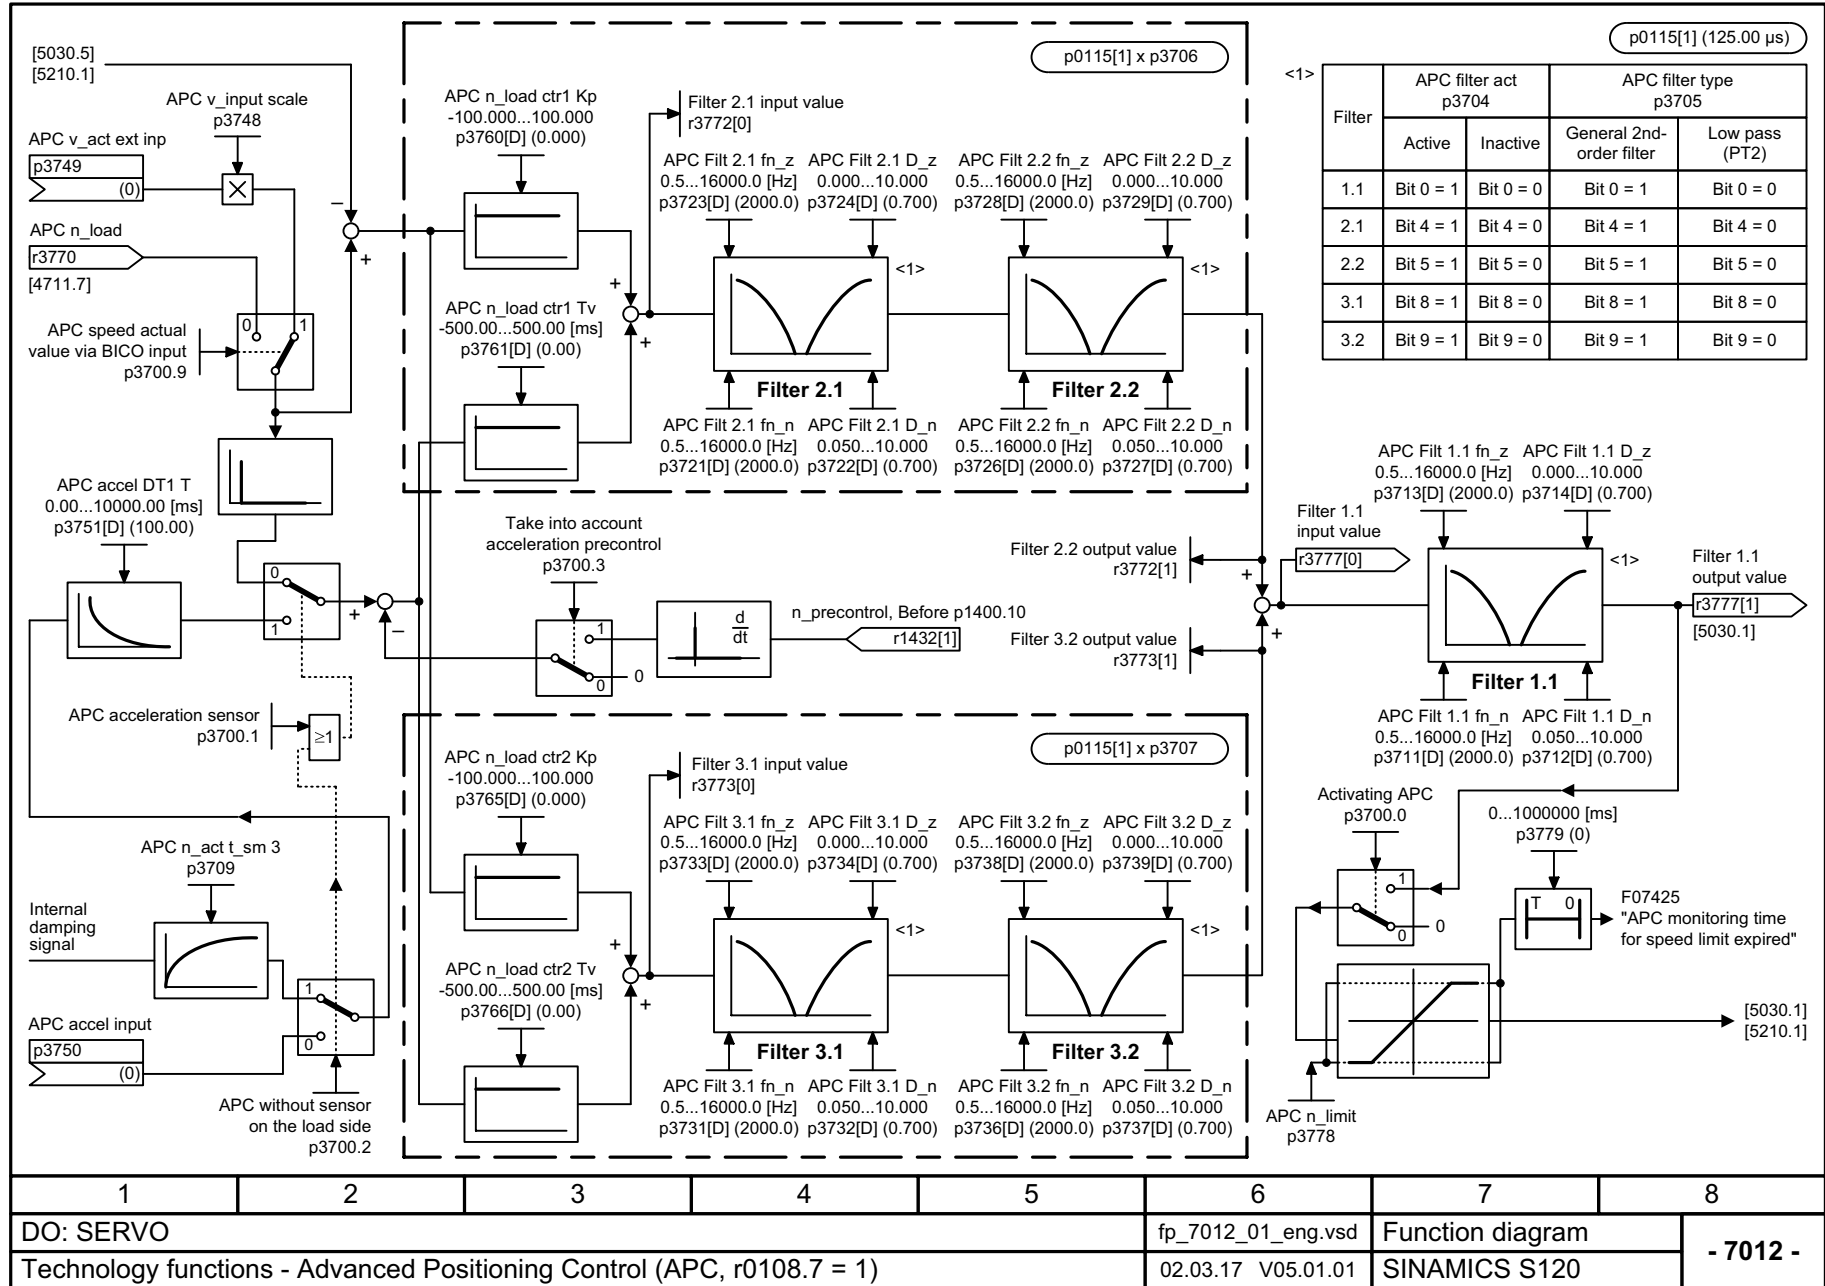 [5030.5]
[5210.1]
APC v_input scale
p3748
APC v_act ext inp
p3749
(0)
APC n_load
r3770
[4711.7]
0
1
APC speed actual
value via BICO input
p3700.9
APC accel DT1 T
0.00...10000.00 [ms]
p3751[D] (100.00)
0
1
+
–
–
+
APC acceleration sensor
p3700.1
≥1
APC n_act t_sm 3
p3709
Internal
damping
signal
1
0
APC accel input
p3750
(0)
APC without sensor
on the load side
p3700.2
p0115[1] x p3706
APC n_load ctr1 Kp
-100.000...100.000
p3760[D] (0.000)
APC n_load ctr1 Tv
-500.00...500.00 [ms]
p3761[D] (0.00)
+
+
Filter 2.1 input value
r3772[0]
APC Filt 2.1 fn_z
0.5...16000.0 [Hz]
p3723[D] (2000.0)
APC Filt 2.1 D_z
0.000...10.000
p3724[D] (0.700)
APC Filt 2.2 fn_z
0.5...16000.0 [Hz]
p3728[D] (2000.0)
APC Filt 2.2 D_z
0.000...10.000
p3729[D] (0.700)
<1>
<1>
Filter 2.1
Filter 2.2
APC Filt 2.1 fn_n
0.5...16000.0 [Hz]
p3721[D] (2000.0)
APC Filt 2.1 D_n
0.050...10.000
p3722[D] (0.700)
APC Filt 2.2 fn_n
0.5...16000.0 [Hz]
p3726[D] (2000.0)
APC Filt 2.2 D_n
0.050...10.000
p3727[D] (0.700)
Take into account
acceleration precontrol
p3700.3
1
0
0
d
dt
n_precontrol, Before p1400.10
r1432[1]
Filter 2.2 output value
r3772[1]
Filter 3.2 output value
r3773[1]
+
+
p0115[1] x p3707
APC n_load ctr2 Kp
-100.000...100.000
p3765[D] (0.000)
APC n_load ctr2 Tv
-500.00...500.00 [ms]
p3766[D] (0.00)
+
+
Filter 3.1 input value
r3773[0]
APC Filt 3.1 fn_z
0.5...16000.0 [Hz]
p3733[D] (2000.0)
APC Filt 3.1 D_z
0.000...10.000
p3734[D] (0.700)
APC Filt 3.2 fn_z
0.5...16000.0 [Hz]
p3738[D] (2000.0)
APC Filt 3.2 D_z
0.000...10.000
p3739[D] (0.700)
<1>
<1>
Filter 3.1
Filter 3.2
APC Filt 3.1 fn_n
0.5...16000.0 [Hz]
p3731[D] (2000.0)
APC Filt 3.1 D_n
0.050...10.000
p3732[D] (0.700)
APC Filt 3.2 fn_n
0.5...16000.0 [Hz]
p3736[D] (2000.0)
APC Filt 3.2 D_n
0.050...10.000
p3737[D] (0.700)
p0115[1] (125.00 µs)
<1>
Filter
APC filter act
p3704
APC filter type
p3705
Active
Inactive
General 2nd-
order filter
Low pass
(PT2)
1.1 Bit 0 = 1 Bit 0 = 0 Bit 0 = 1 Bit 0 = 0
2.1 Bit 4 = 1 Bit 4 = 0 Bit 4 = 1 Bit 4 = 0
2.2 Bit 5 = 1 Bit 5 = 0 Bit 5 = 1 Bit 5 = 0
3.1 Bit 8 = 1 Bit 8 = 0 Bit 8 = 1 Bit 8 = 0
3.2 Bit 9 = 1 Bit 9 = 0 Bit 9 = 1 Bit 9 = 0
APC Filt 1.1 fn_z
0.5...16000.0 [Hz]
p3713[D] (2000.0)
APC Filt 1.1 D_z
0.000...10.000
p3714[D] (0.700)
Filter 1.1
input value
r3777[0]
<1>
Filter 1.1
output value
r3777[1]
[5030.1]
Filter 1.1
APC Filt 1.1 fn_n
0.5...16000.0 [Hz]
p3711[D] (2000.0)
APC Filt 1.1 D_n
0.050...10.000
p3712[D] (0.700)
Activating APC
p3700.0
1
0
0
0...1000000 [ms]
p3779 (0)
T 0
F07425
"APC monitoring time
for speed limit expired"
[5030.1]
[5210.1]
APC n_limit
p3778
1 2 3 4 5 6 7 8
DO: SERVO
fp_7012_01_eng.vsd
Function diagram
- 7012 -
Technology functions - Advanced Positioning Control (APC, r0108.7 = 1)
02.03.17 V05.01.01
SINAMICS S120